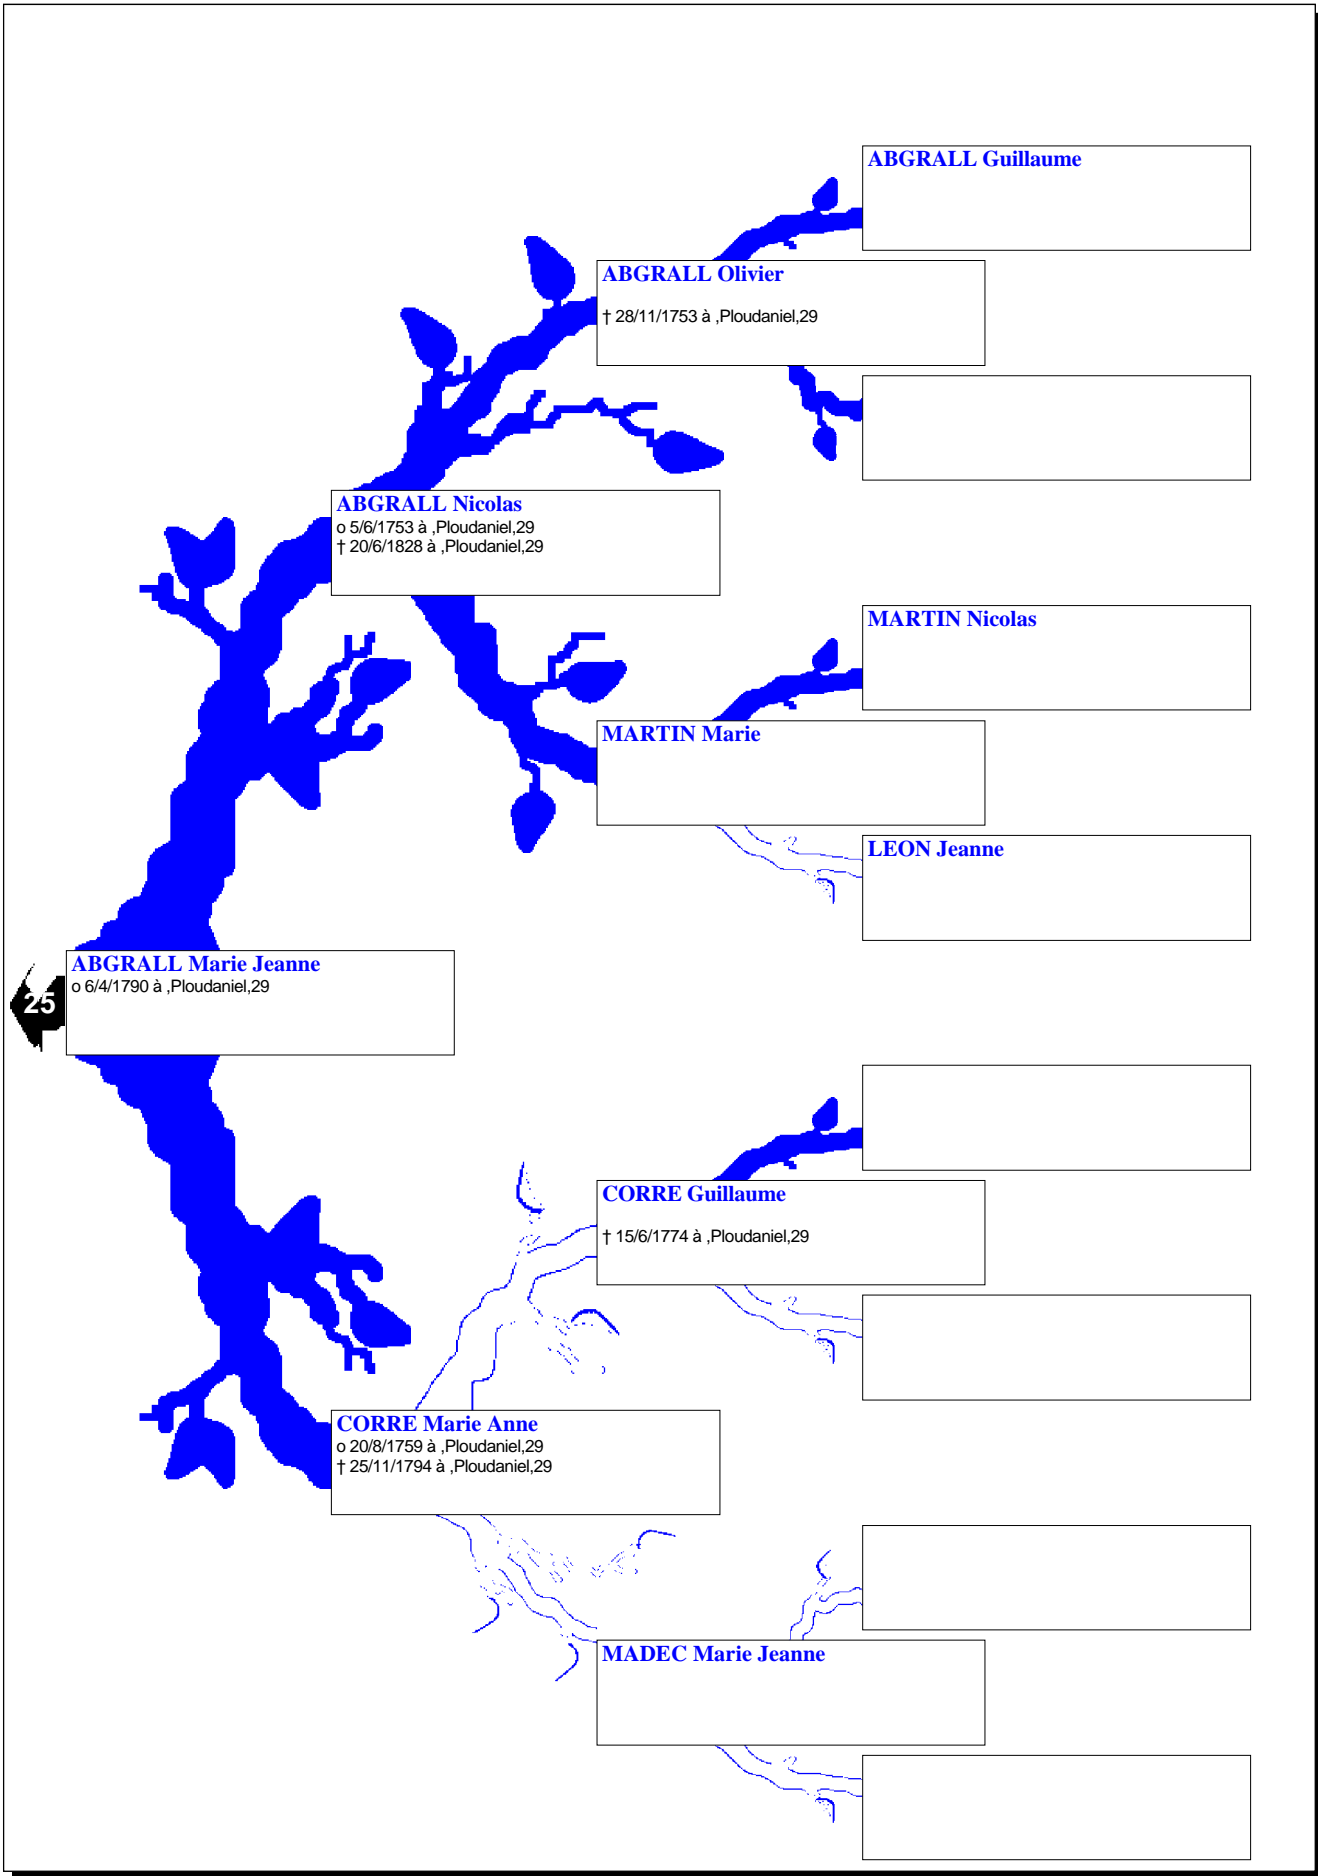 ABGRALL Guillaume
ABGRALL Olivier
† 28/11/1753 à ,Ploudaniel,29
ABGRALL Nicolas
o 5/6/1753 à ,Ploudaniel,29
† 20/6/1828 à ,Ploudaniel,29
MARTIN Nicolas
MARTIN Marie
LEON Jeanne
ABGRALL Marie Jeanne
o 6/4/1790 à ,Ploudaniel,29
25
CORRE Guillaume
† 15/6/1774 à ,Ploudaniel,29
CORRE Marie Anne
o 20/8/1759 à ,Ploudaniel,29
† 25/11/1794 à ,Ploudaniel,29
MADEC Marie Jeanne